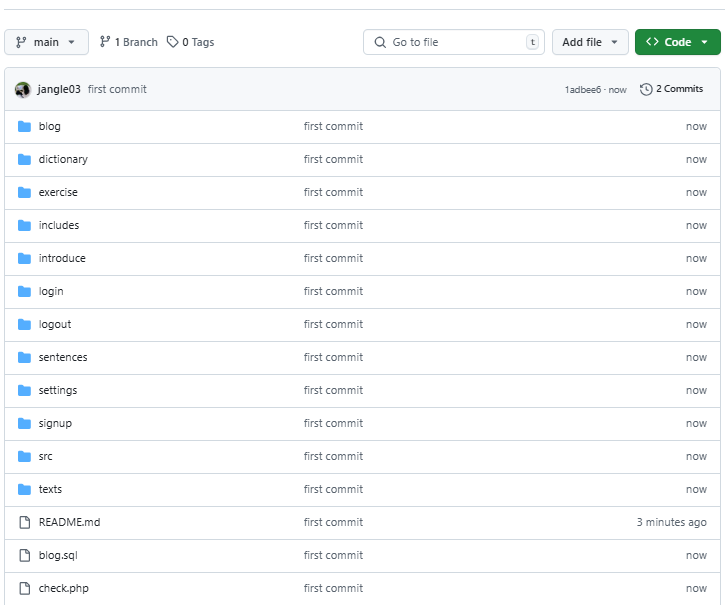 main 1 Branch 0 Tags Go to file t Add file Code
jangle03 first commit 1adbee6 · now 2 Commits
blog first commit now
dictionary first commit now
exercise first commit now
includes first commit now
introduce first commit now
login first commit now
logout first commit now
sentences first commit now
settings first commit now
signup first commit now
src first commit now
texts first commit now
README.md first commit 3 minutes ago
blog.sql first commit now
check.php first commit now